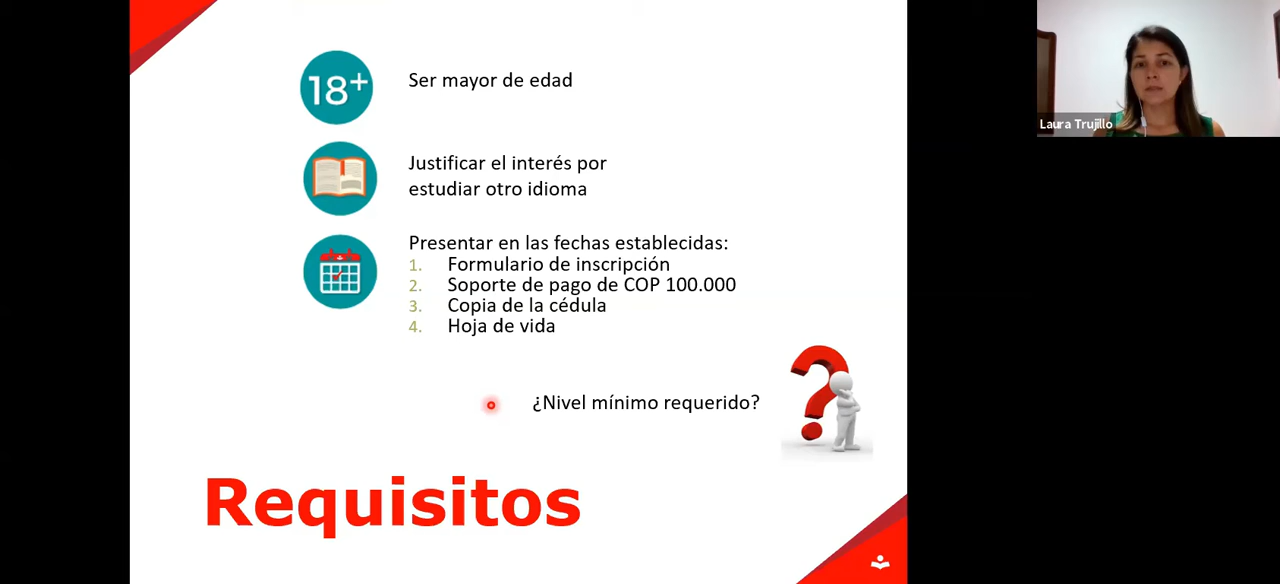 18+
Ser mayor de edad
Justificar el interés por
estudiar otro idioma
Presentar en las fechas establecidas:
1. Formulario de inscripción
2. Soporte de pago de COP 100.000
3. Copia de la cédula
4. Hoja de vida
¿Nivel mínimo requerido?
Requisitos
Laura Trujillo